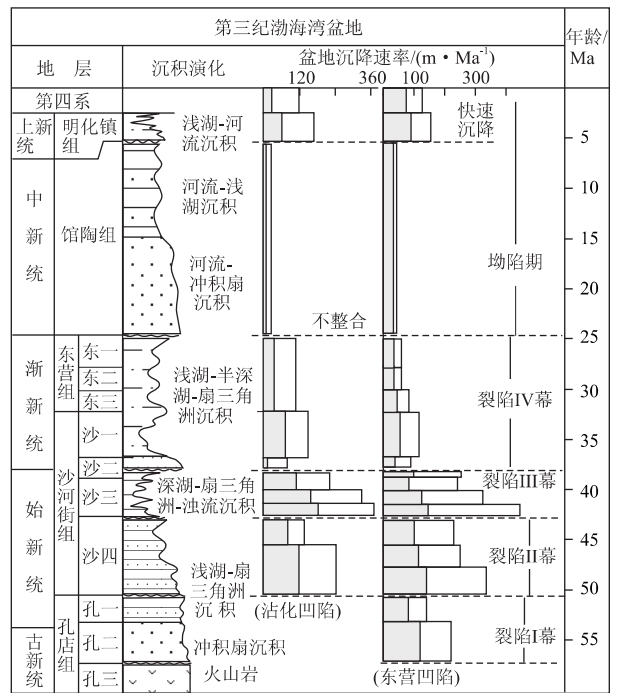 第三纪渤海湾盆地
年龄/
Ma
地 层
沉积演化
盆地沉降速率/(m·Ma⁻¹)
120 360 100 300
第四系
上新
统
明化镇
组
浅湖-河
流沉积
快速
沉降
5
中
新
统
馆陶组
河流-浅
湖沉积
10
15
河流-
冲积扇
沉积
坳陷期
20
不整合
25
渐
新
统
东
营
组
东一
东二
东三
浅湖-半深
湖-扇三角
洲沉积
30
裂陷IV幕
沙一
35
沙二
始
新
统
沙
河
街
组
沙三
深湖-扇三角
洲-浊流沉积
裂陷III幕
40
沙四
45
裂陷II幕
浅湖-扇
三角洲
沉 积
50
(沾化凹陷)
古
新
统
孔
店
组
孔一
孔二
冲积扇沉积
裂陷I幕
55
孔三
火山岩
(东营凹陷)